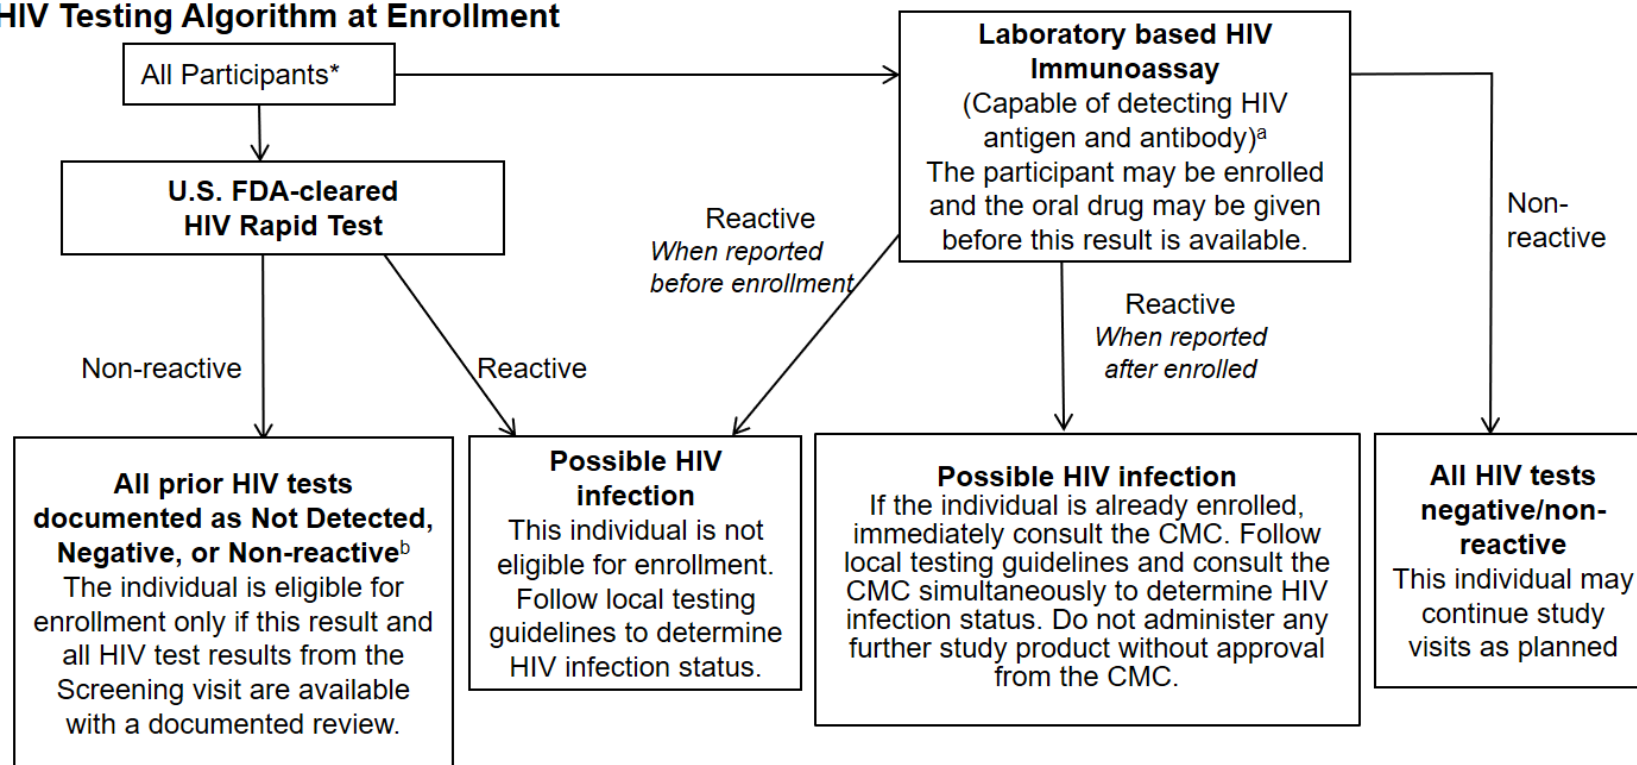 HIV Testing Algorithm at Enrollment
All Participants*
U.S. FDA-cleared
HIV Rapid Test
Laboratory based HIV
Immunoassay
(Capable of detecting HIV
antigen and antibody)ᵃ
The participant may be enrolled
and the oral drug may be given
before this result is available.
Non-reactive
Reactive
Reactive
When reported
before enrollment
Reactive
When reported
after enrolled
Non-
reactive
All prior HIV tests
documented as Not Detected,
Negative, or Non-reactiveᵇ
The individual is eligible for
enrollment only if this result and
all HIV test results from the
Screening visit are available
with a documented review.
Possible HIV
infection
This individual is not
eligible for enrollment.
Follow local testing
guidelines to determine
HIV infection status.
Possible HIV infection
If the individual is already enrolled,
immediately consult the CMC. Follow
local testing guidelines and consult the
CMC simultaneously to determine HIV
infection status. Do not administer any
further study product without approval
from the CMC.
All HIV tests
negative/non-
reactive
This individual may
continue study
visits as planned